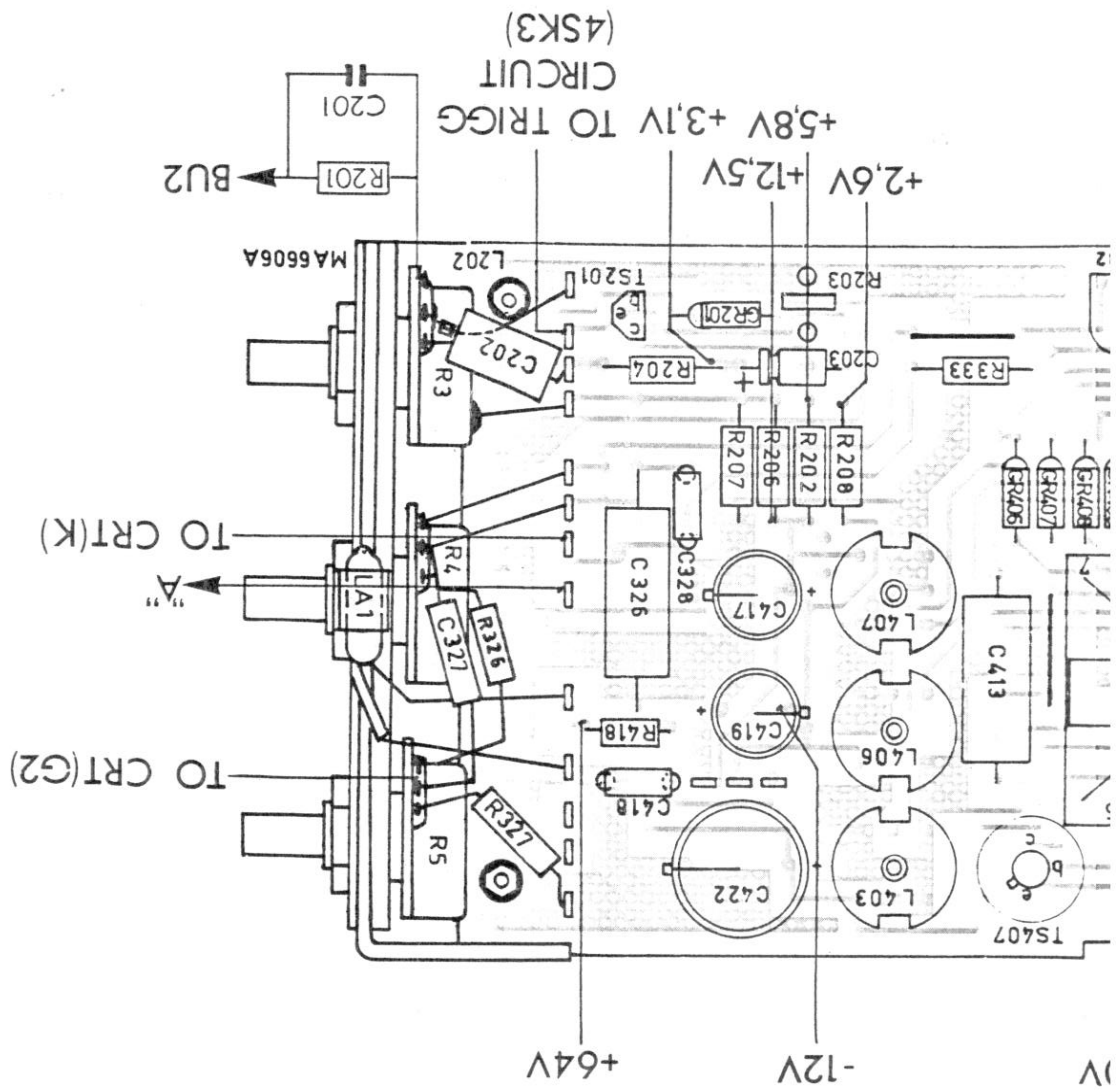 TO TRIGG
CIRCUIT
(4SK3)
+3,1V
+5,8V
+12,5V
+2,6V
C201
R201
BU2
MA6606A
L202
TS201
b
e
c
GR201
R203
R3
C202
R204
+
C203
R333
R207
R206
R202
R208
GR406
GR407
GR408
TO CRT(K)
"A"
LA1
R4
C327
R326
C326
C328
C417
+
L407
C413
TO CRT(G2)
R418
+
C419
L406
C418
R5
R327
C422
+
L403
c
b
e
TS407
+64V
-12V